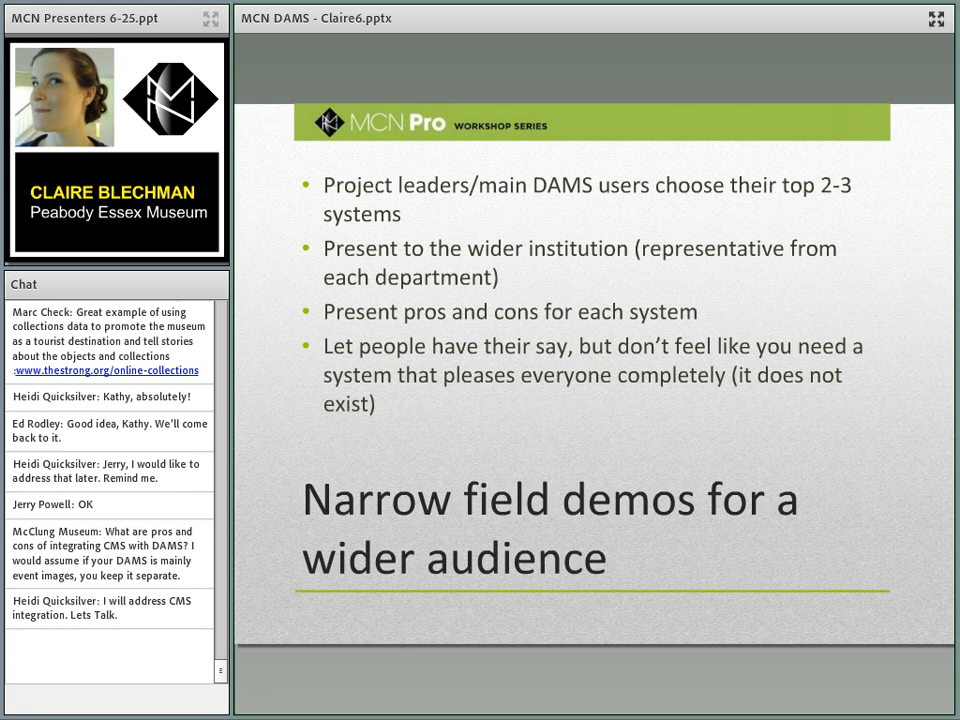 MCN Presenters 6-25.ppt
CLAIRE BLECHMAN
Peabody Essex Museum
Chat
Marc Check: Great example of using
collections data to promote the museum
as a tourist destination and tell stories
about the objects and collections
:www.thestrong.org/online-collections
Heidi Quicksilver: Kathy, absolutely!
Ed Rodley: Good idea, Kathy. We'll come
back to it.
Heidi Quicksilver: Jerry, I would like to
address that later. Remind me.
Jerry Powell: OK
McClung Museum: What are pros and
cons of integrating CMS with DAMS? I
would assume if your DAMS is mainly
event images, you keep it separate.
Heidi Quicksilver: I will address CMS
integration. Lets Talk.
MCN DAMS - Claire6.pptx
MCN Pro WORKSHOP SERIES
• Project leaders/main DAMS users choose their top 2-3
systems
• Present to the wider institution (representative from
each department)
• Present pros and cons for each system
• Let people have their say, but don’t feel like you need a
system that pleases everyone completely (it does not
exist)
Narrow field demos for a
wider audience